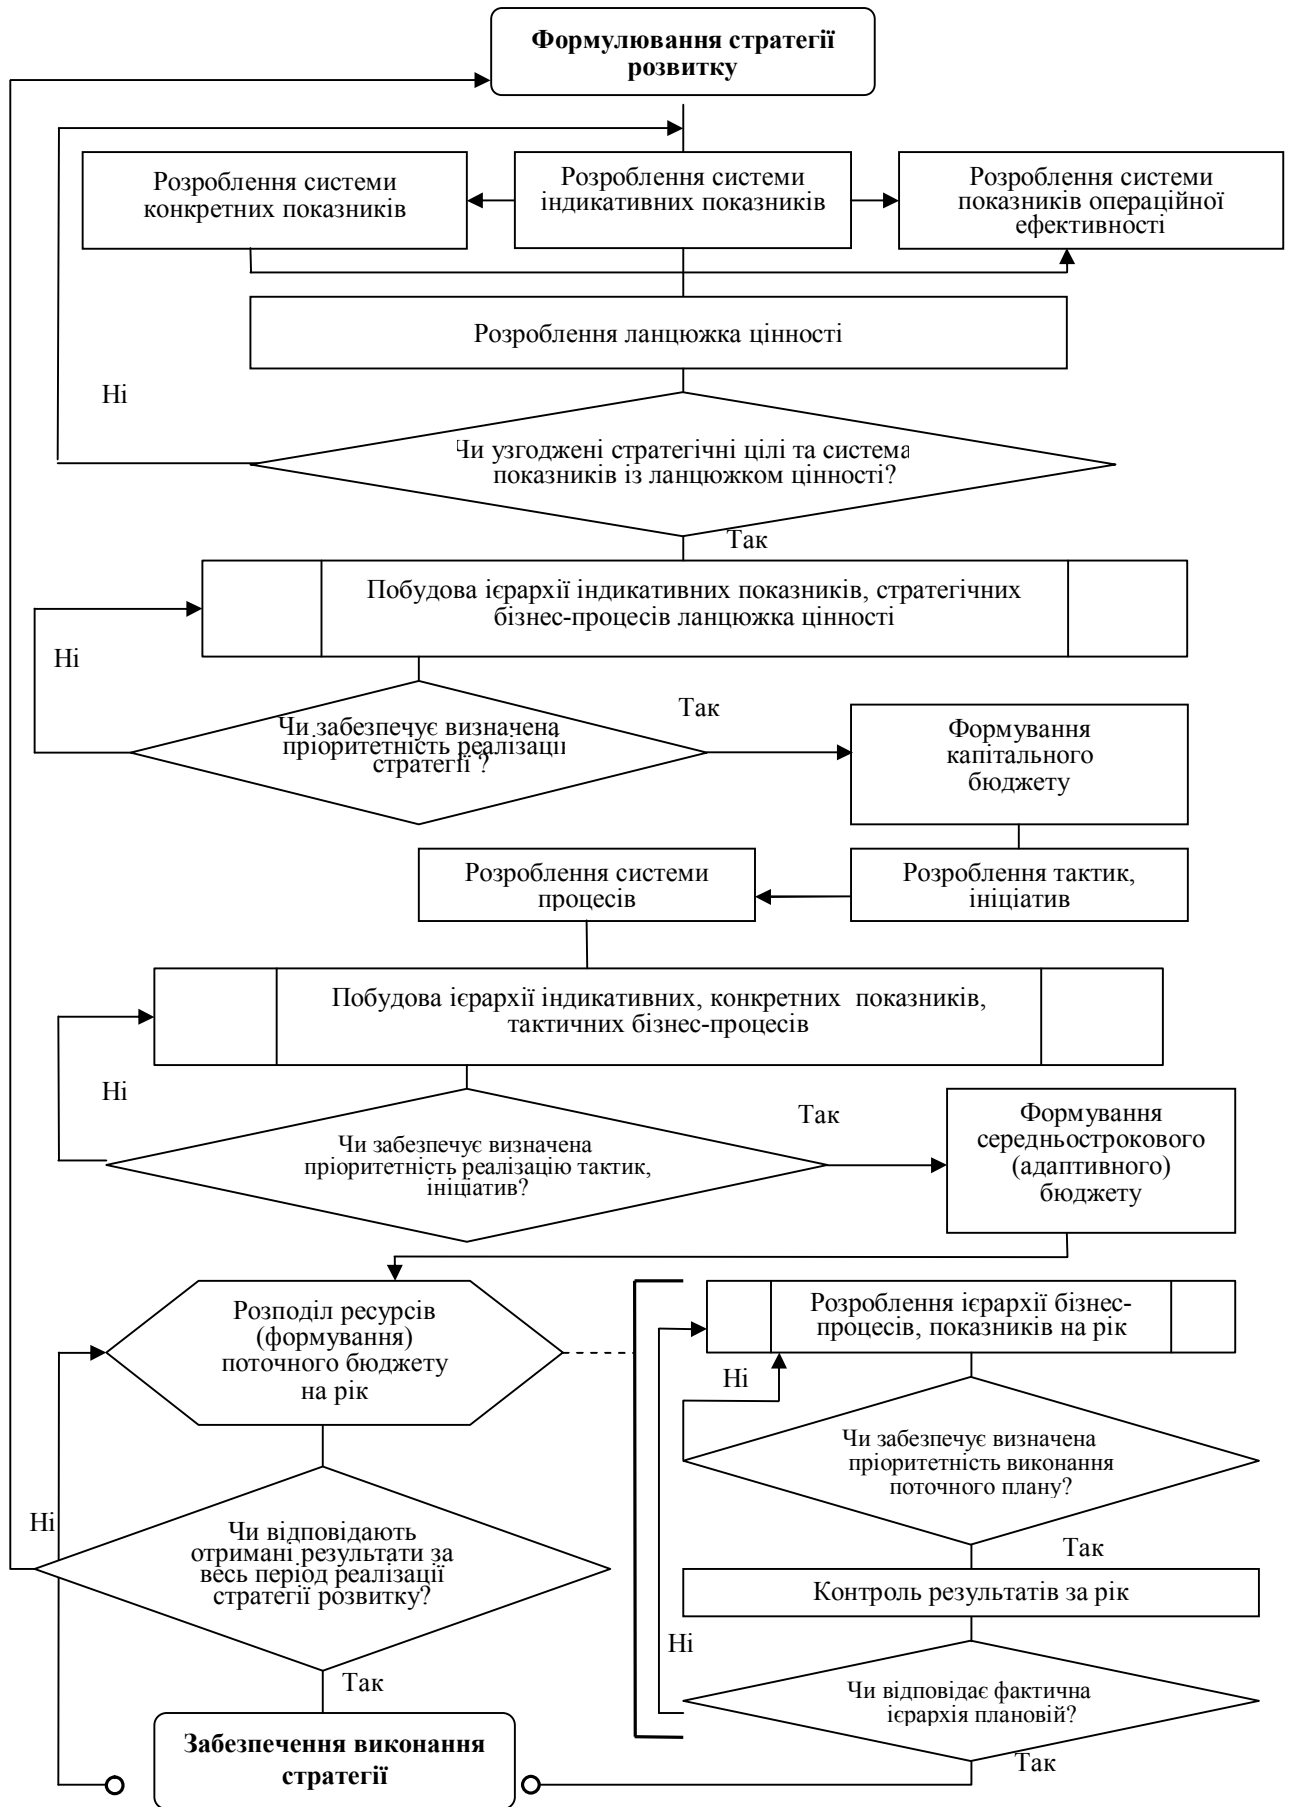 Формулювання стратегії
розвитку
Розроблення системи
конкретних показників
Розроблення системи
індикативних показників
Розроблення системи
показників операційної
ефективності
Розроблення ланцюжка цінності
Ні
Чи узгоджені стратегічні цілі та система
показників із ланцюжком цінності?
Так
Побудова ієрархії індикативних показників, стратегічних
бізнес-процесів ланцюжка цінності
Ні
Чи забезпечує визначена
пріоритетність реалізації
стратегії ?
Так
Формування
капітального
бюджету
Розроблення системи
процесів
Розроблення тактик,
ініціатив
Побудова ієрархії індикативних, конкретних показників,
тактичних бізнес-процесів
Ні
Чи забезпечує визначена
пріоритетність реалізацію тактик,
ініціатив?
Так
Формування
середньострокового
(адаптивного)
бюджету
Розподіл ресурсів
(формування)
поточного бюджету
на рік
Розроблення ієрархії бізнес-
процесів, показників на рік
Ні
Чи забезпечує визначена
пріоритетність виконання
поточного плану?
Так
Ні
Чи відповідають
отримані результати за
весь період реалізації
стратегії розвитку?
Контроль результатів за рік
Ні
Так
Чи відповідає фактична
ієрархія плановій?
Так
Забезпечення виконання
стратегії